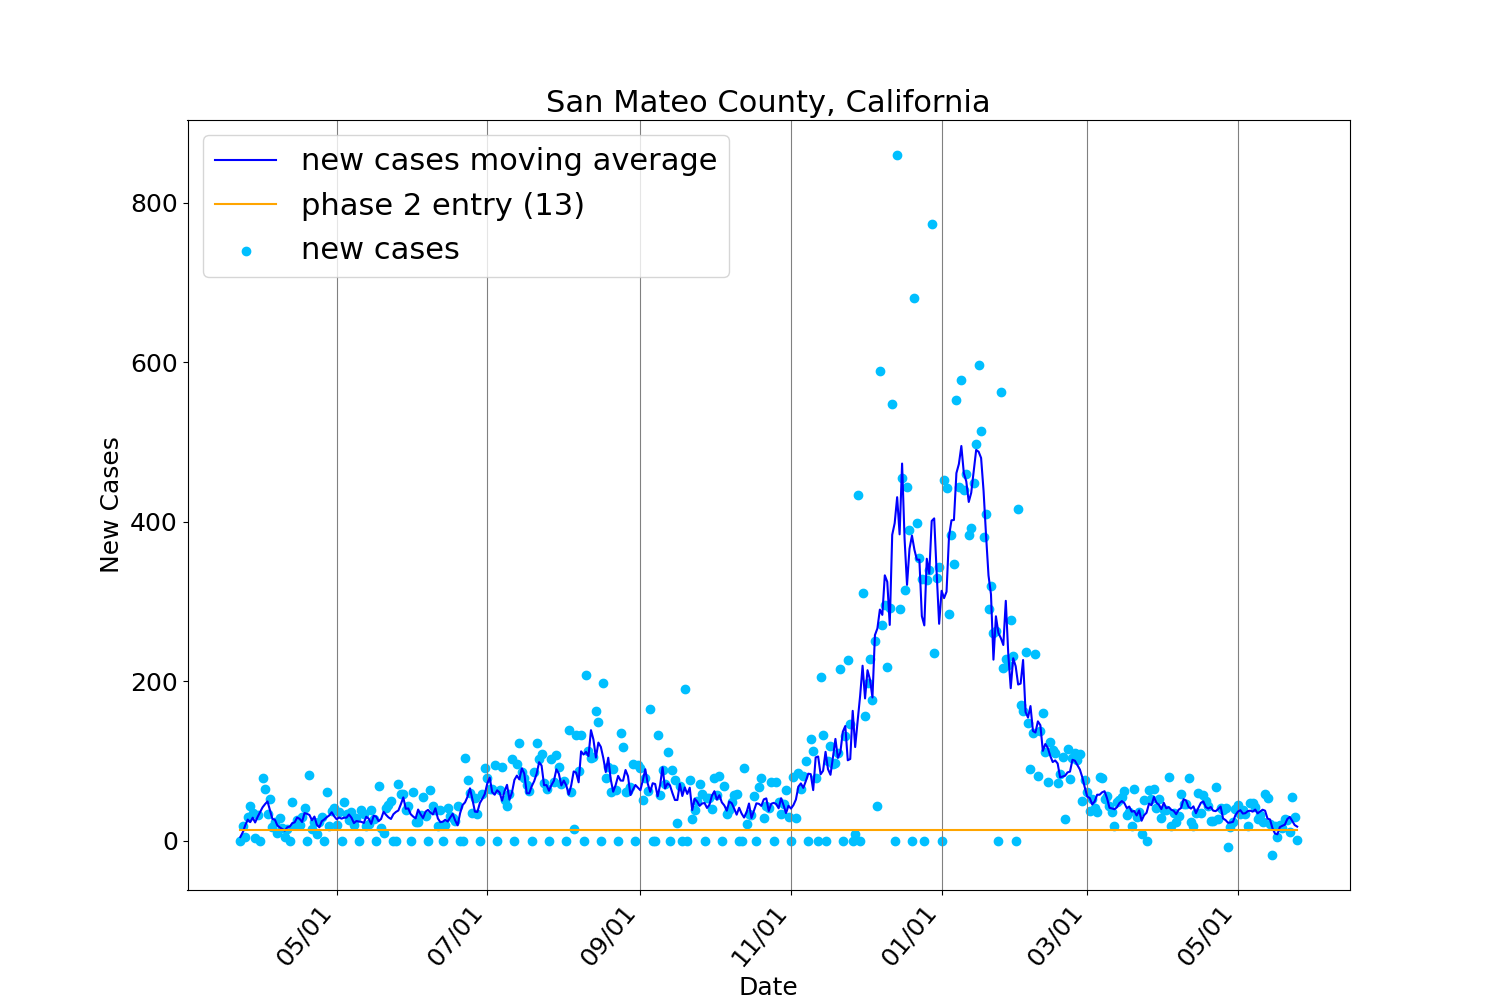 San Mateo County, California
new cases moving average
phase 2 entry (13)
new cases
800
600
400
200
0
New Cases
05/01
07/01
09/01
11/01
01/01
03/01
05/01
Date